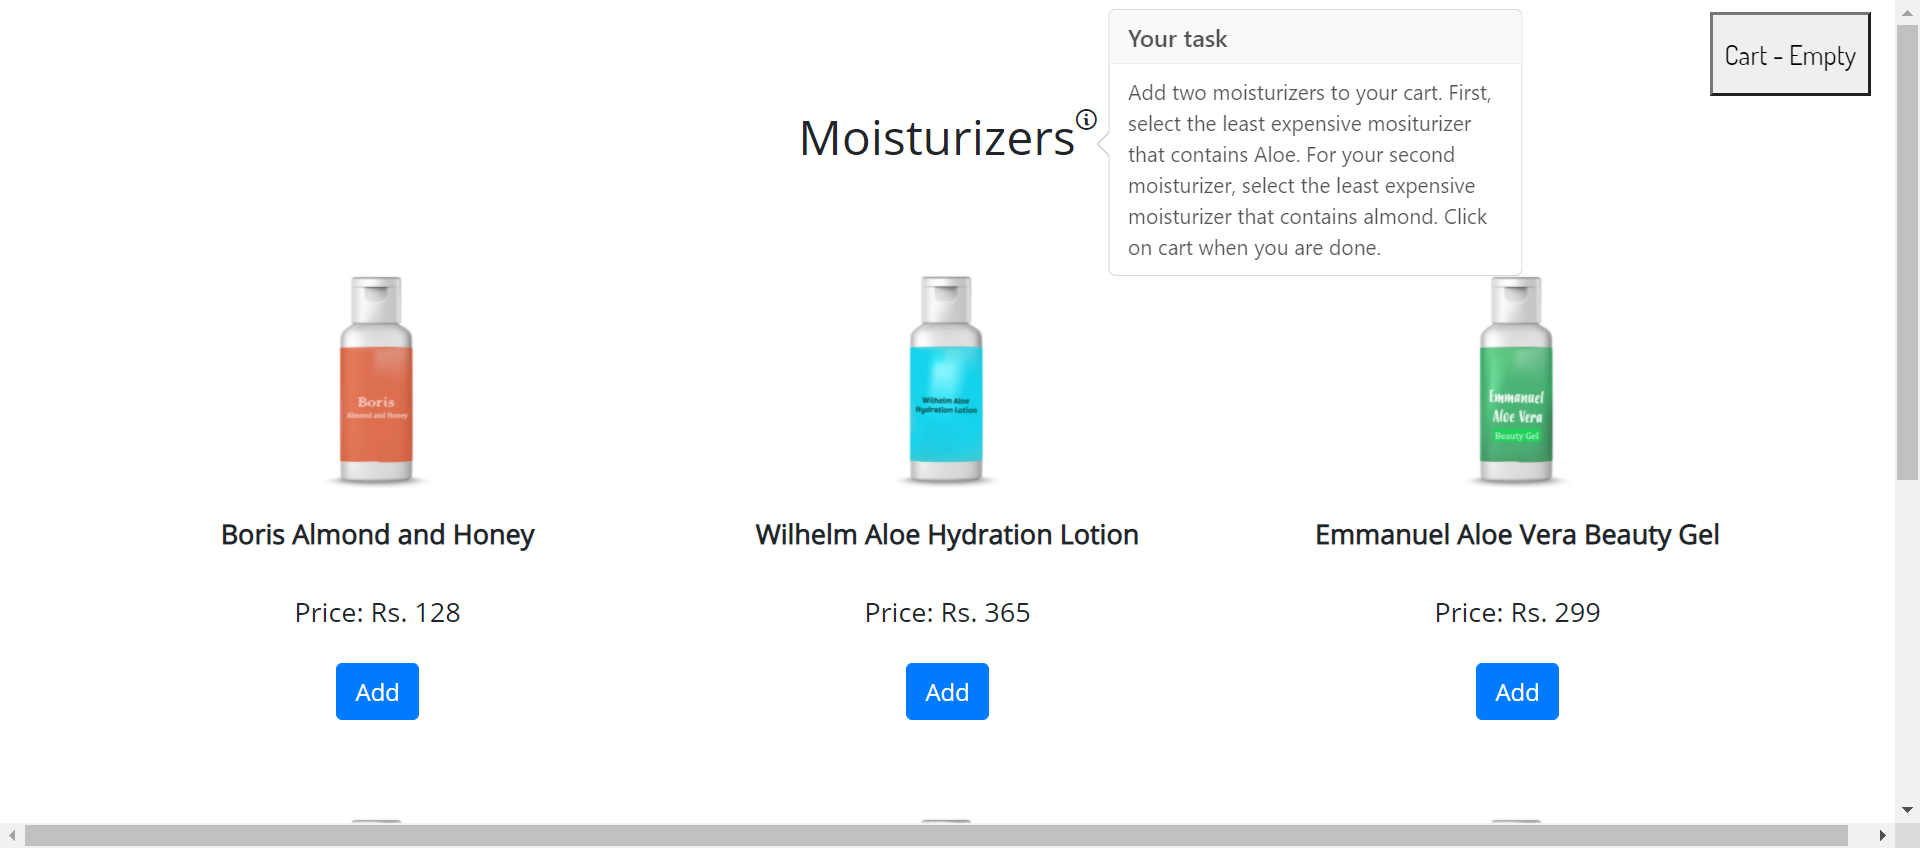 Cart - Empty
Your task
Add two moisturizers to your cart. First,
select the least expensive mositurizer
that contains Aloe. For your second
moisturizer, select the least expensive
moisturizer that contains almond. Click
on cart when you are done.
Moisturizers
Boris
Almond and Honey
Wilhelm Aloe
Hydration Lotion
Emmanuel
Aloe Vera
Beauty Gel
Boris Almond and Honey
Wilhelm Aloe Hydration Lotion
Emmanuel Aloe Vera Beauty Gel
Price: Rs. 128
Price: Rs. 365
Price: Rs. 299
Add
Add
Add